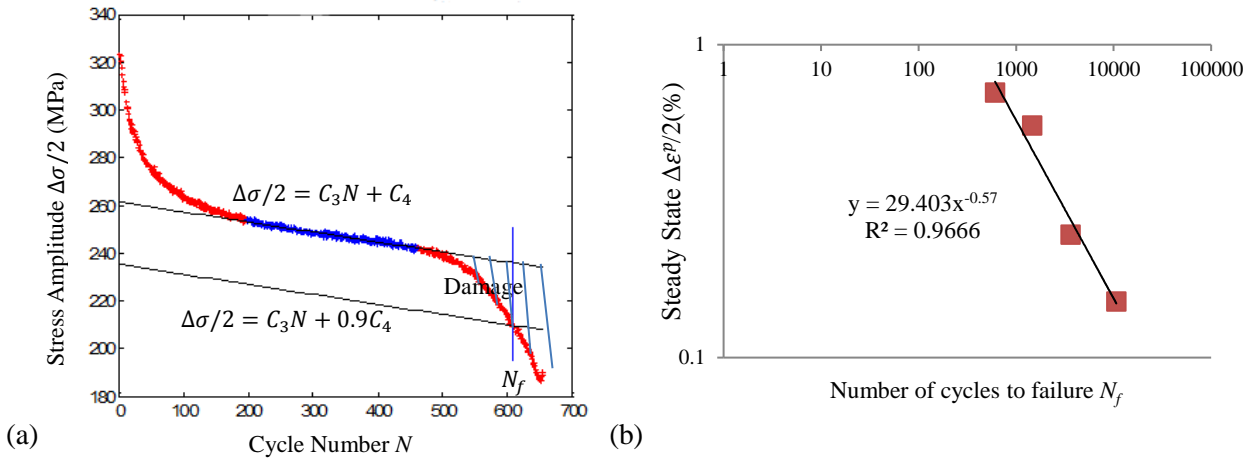 340
320
300
280
260
240
220
200
180
0
100
200
300
400
500
600
700
Stress Amplitude Δσ/2 (MPa)
Δσ/2 = C₃N + C₄
Damage
Δσ/2 = C₃N + 0.9C₄
N_f
Cycle Number N
(a)
1
0.1
1
10
100
1000
10000
100000
Steady State Δεᵖ/2(%)
y = 29.403x⁻⁰·⁵⁷
R² = 0.9666
Number of cycles to failure N_f
(b)